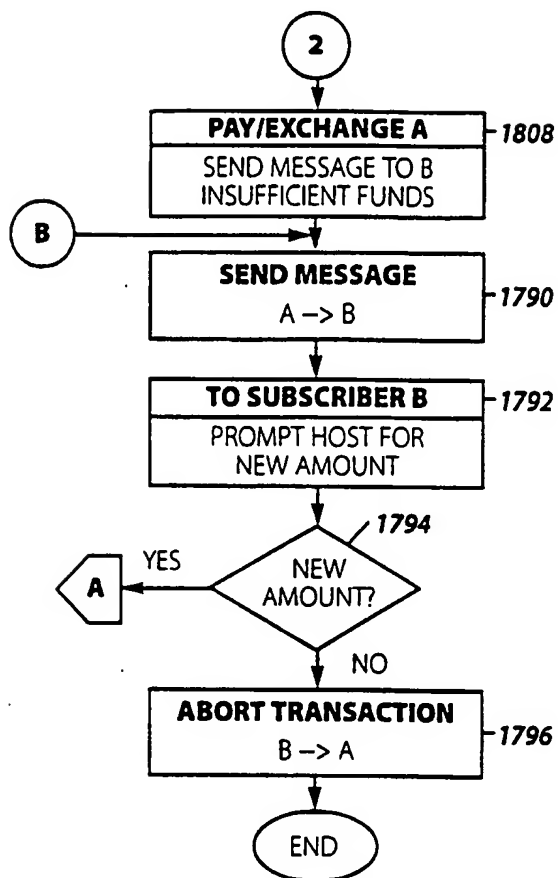 2
PAY/EXCHANGE A
1808
SEND MESSAGE TO B
INSUFFICIENT FUNDS
B
SEND MESSAGE
A –> B
1790
TO SUBSCRIBER B
1792
PROMPT HOST FOR
NEW AMOUNT
1794
YES
A
NEW
AMOUNT?
NO
ABORT TRANSACTION
B –> A
1796
END